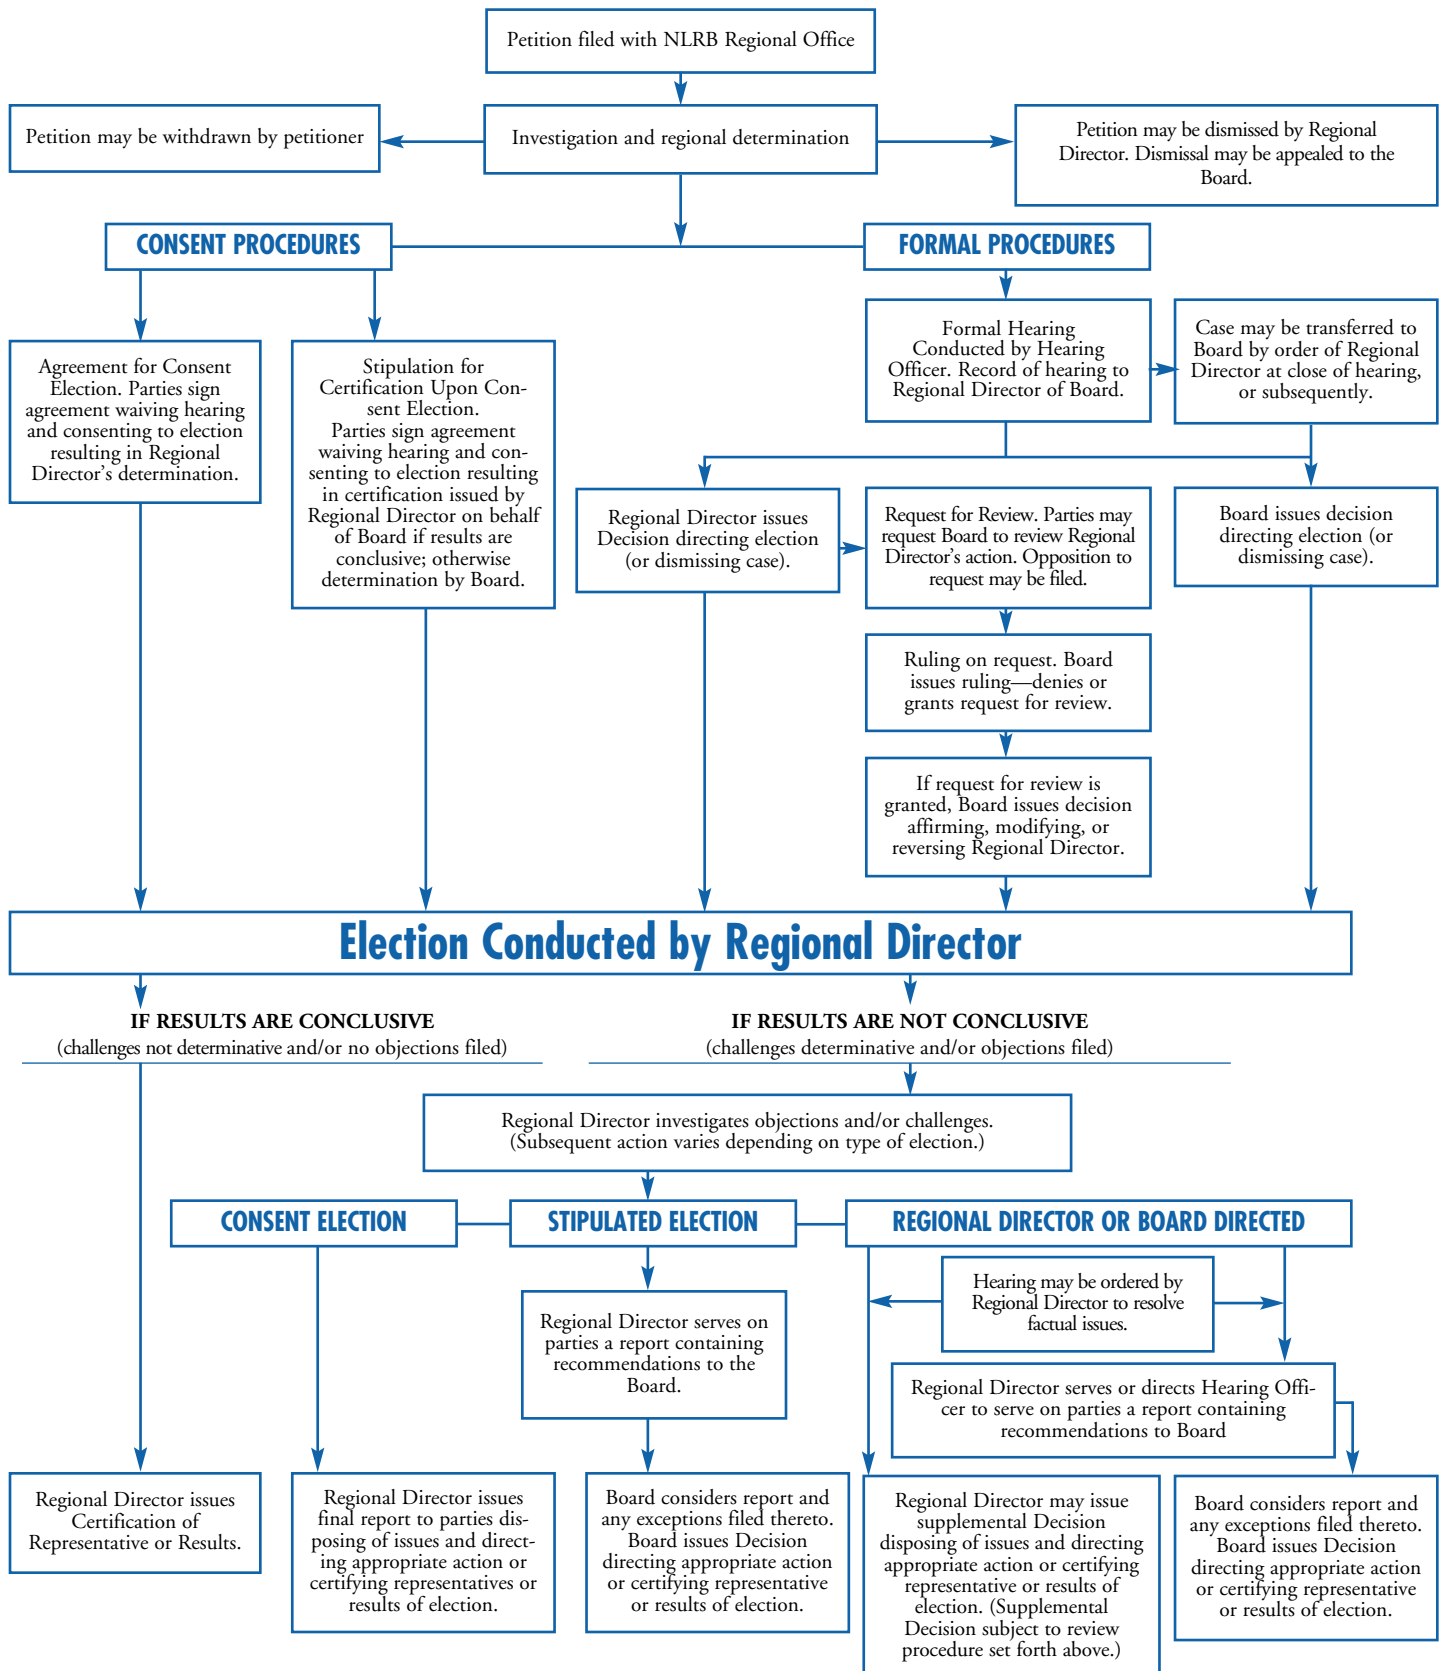 Petition filed with NLRB Regional Office
Petition may be withdrawn by petitioner
Investigation and regional determination
Petition may be dismissed by Regional
Director. Dismissal may be appealed to the
Board.
CONSENT PROCEDURES
FORMAL PROCEDURES
Agreement for Consent
Election. Parties sign
agreement waiving hearing
and consenting to election
resulting in Regional
Director's determination.
Stipulation for
Certification Upon Con-
sent Election.
Parties sign agreement
waiving hearing and con-
senting to election resulting
in certification issued by
Regional Director on behalf
of Board if results are
conclusive; otherwise
determination by Board.
Formal Hearing
Conducted by Hearing
Officer. Record of hearing to
Regional Director of Board.
Case may be transferred to
Board by order of Regional
Director at close of hearing,
or subsequently.
Regional Director issues
Decision directing election
(or dismissing case).
Request for Review. Parties may
request Board to review Regional
Director's action. Opposition to
request may be filed.
Board issues decision
directing election (or
dismissing case).
Ruling on request. Board
issues ruling—denies or
grants request for review.
If request for review is
granted, Board issues decision
affirming, modifying, or
reversing Regional Director.
Election Conducted by Regional Director
IF RESULTS ARE CONCLUSIVE
(challenges not determinative and/or no objections filed)
IF RESULTS ARE NOT CONCLUSIVE
(challenges determinative and/or objections filed)
Regional Director investigates objections and/or challenges.
(Subsequent action varies depending on type of election.)
CONSENT ELECTION
STIPULATED ELECTION
REGIONAL DIRECTOR OR BOARD DIRECTED
Hearing may be ordered by
Regional Director to resolve
factual issues.
Regional Director serves on
parties a report containing
recommendations to the
Board.
Regional Director serves or directs Hearing Offi-
cer to serve on parties a report containing
recommendations to Board
Regional Director issues
Certification of
Representative or Results.
Regional Director issues
final report to parties dis-
posing of issues and direct-
ing appropriate action or
certifying representatives or
results of election.
Board considers report and
any exceptions filed thereto.
Board issues Decision
directing appropriate action
or certifying representative
or results of election.
Regional Director may issue
supplemental Decision
disposing of issues and directing
appropriate action or certifying
representative or results of
election. (Supplemental
Decision subject to review
procedure set forth above.)
Board considers report and
any exceptions filed thereto.
Board issues Decision
directing appropriate action
or certifying representative
or results of election.